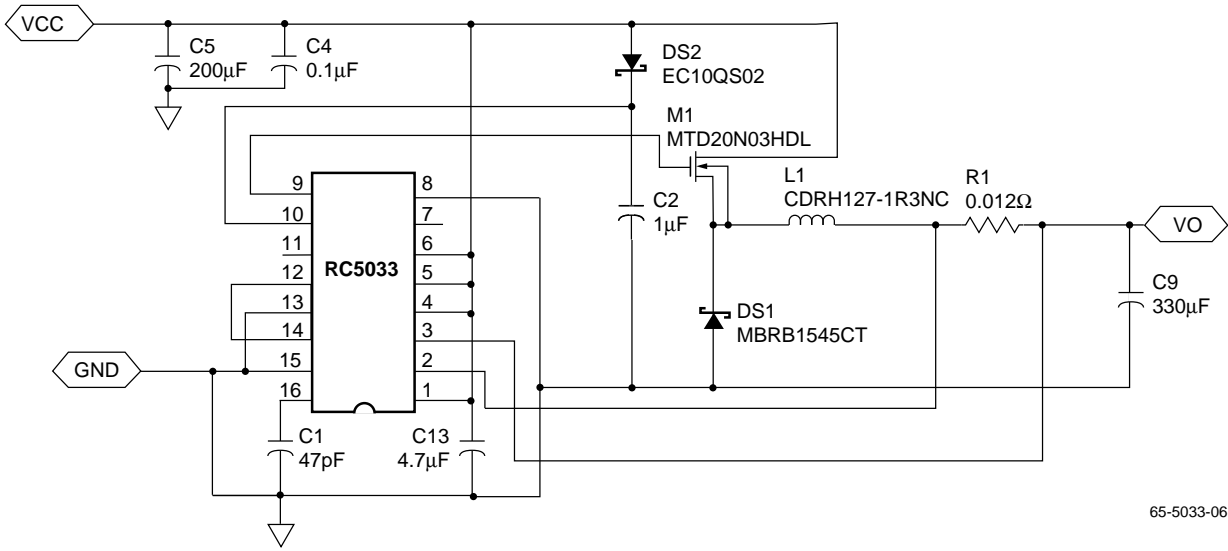 VCC
C5
200μF
C4
0.1μF
DS2
EC10QS02
M1
MTD20N03HDL
L1
CDRH127-1R3NC
R1
0.012Ω
VO
C2
1μF
DS1
MBRB1545CT
C9
330μF
RC5033
9
10
11
12
13
14
15
16
8
7
6
5
4
3
2
1
GND
C1
47pF
C13
4.7μF
65-5033-06